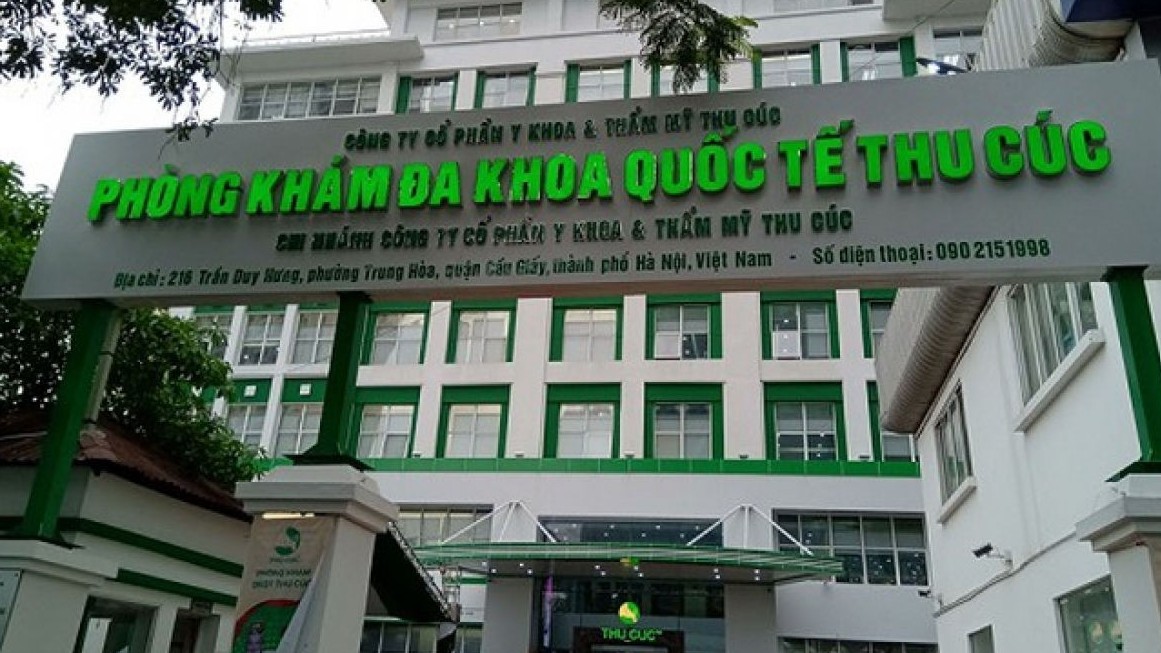 CÔNG TY CỔ PHẦN Y KHOA & THẨM MỸ THU CÚC
PHÒNG KHÁM ĐA KHOA QUỐC TẾ THU CÚC
CHI NHÁNH CÔNG TY CỔ PHẦN Y KHOA & THẨM MỸ THU CÚC
Địa chỉ : 216 Trần Duy Hưng, phường Trung Hòa, quận Cầu Giấy, thành phố Hà Nội, Việt Nam - Số điện thoại : 090 2151998
THU CUC